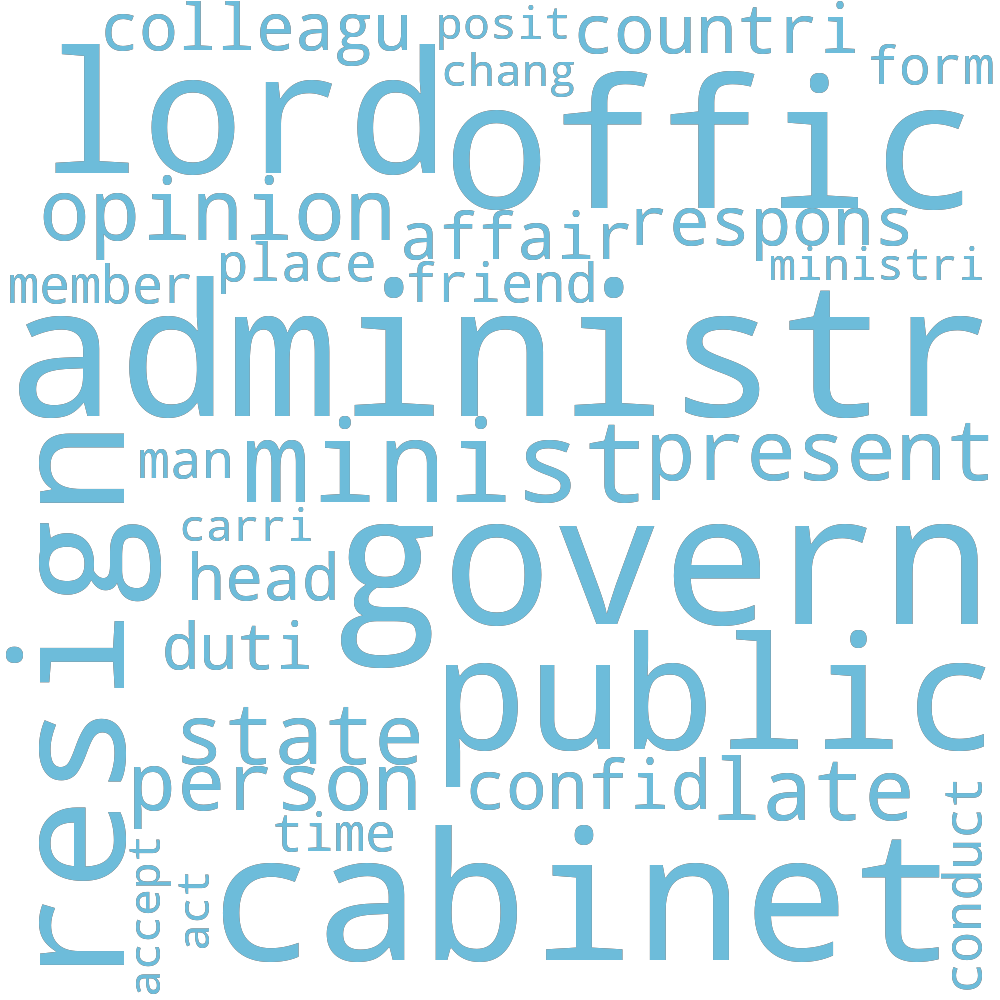 colleagu posit countri
chang form
lord offic
opinion affair respons
member place friend ministri
administr
resign man minist present
carri
head govern
duti
public
state
person confid late
time
accept act cabinet conduct